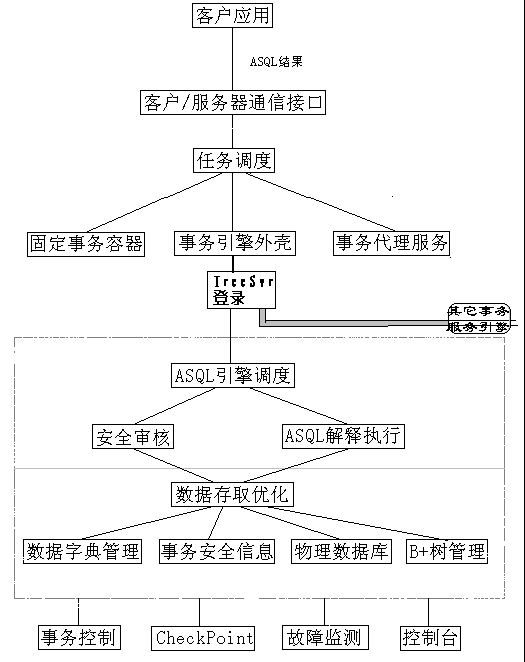 客户应用
ASQL结果
客户/服务器通信接口
任务调度
固定事务容器
事务引擎外壳
事务代理服务
TreeSvr
登录
其它事务
服务引擎
ASQL引擎调度
安全审核
ASQL解释执行
数据存取优化
数据字典管理
事务安全信息
物理数据库
B+树管理
事务控制
CheckPoint
故障监测
控制台